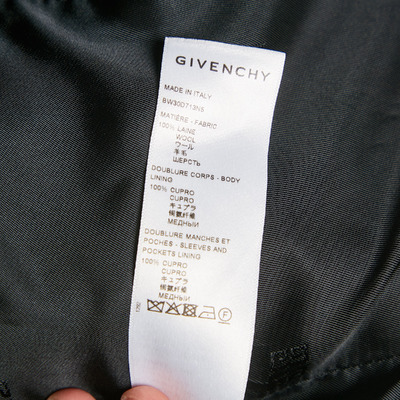 GIVENCHY
MADE IN ITALY
BW30D713N5
MATIÈRE - FABRIC
100% LAINE
WOOL
ウール
羊毛
ШЕРСТЬ
DOUBLURE CORPS - BODY
LINING
100% CUPRO
CUPRO
キュプラ
铜氨纤维
МЕДНЫЙ
DOUBLURE MANCHES ET
POCHES - SLEEVES AND
POCKETS LINING
100% CUPRO
CUPRO
キュプラ
铜氨纤维
МЕДНЫЙ
F